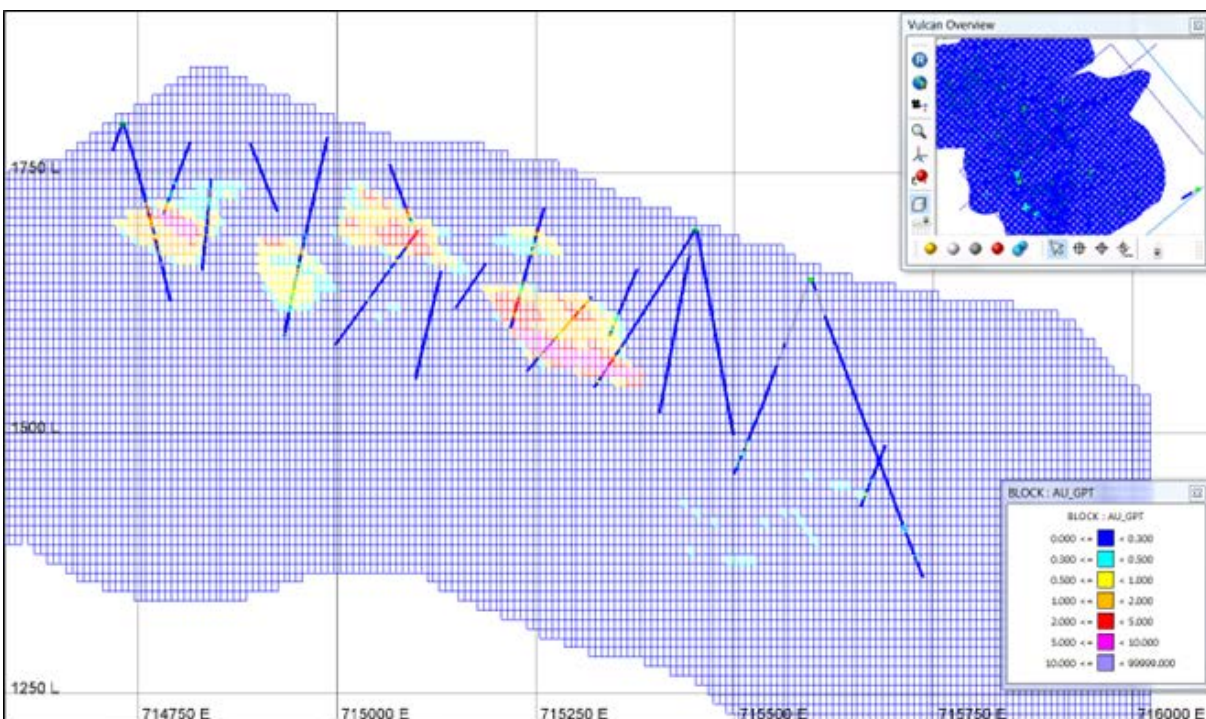 Vulcan Overview
1750 L
1500 L
1250 L
BLOCK : AU_GPT
BLOCK : AU_GPT
0.000 <= < 0.300
0.300 <= < 0.500
0.500 <= < 1.000
1.000 <= < 2.000
2.000 <= < 5.000
5.000 <= < 10.000
10.000 <= < 99999.000
714750 E
715000 E
715250 E
715500 E
715750 E
716000 E